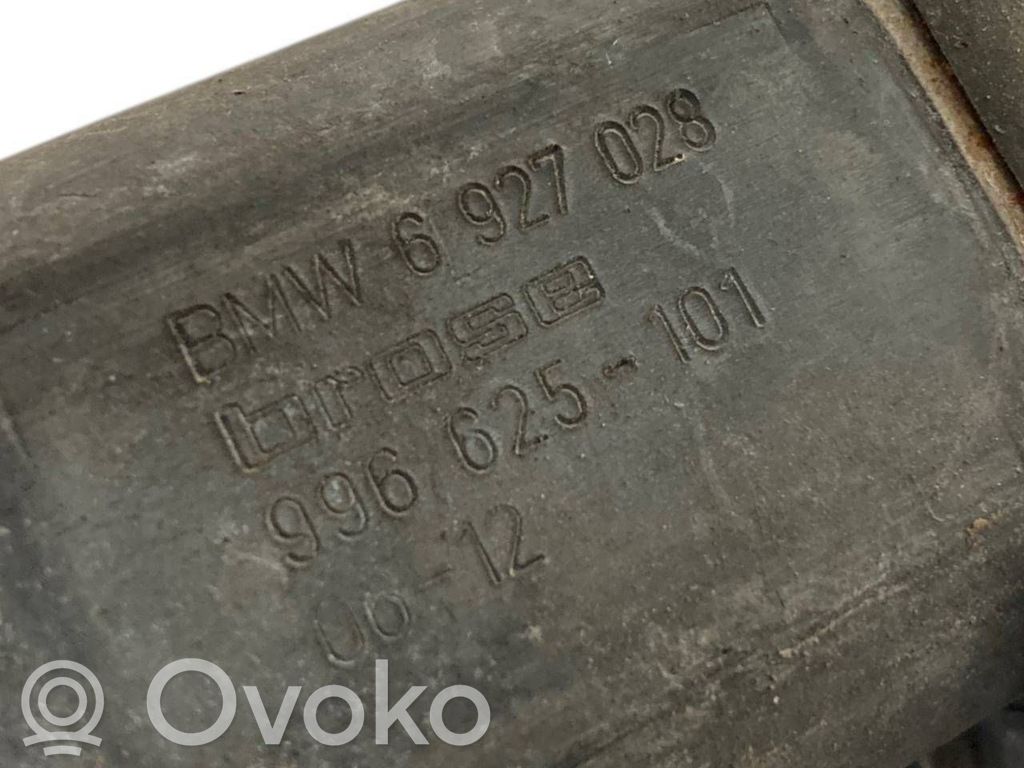 BMW 6 927 028
brose
996 625-101
06-12
® Ovoko